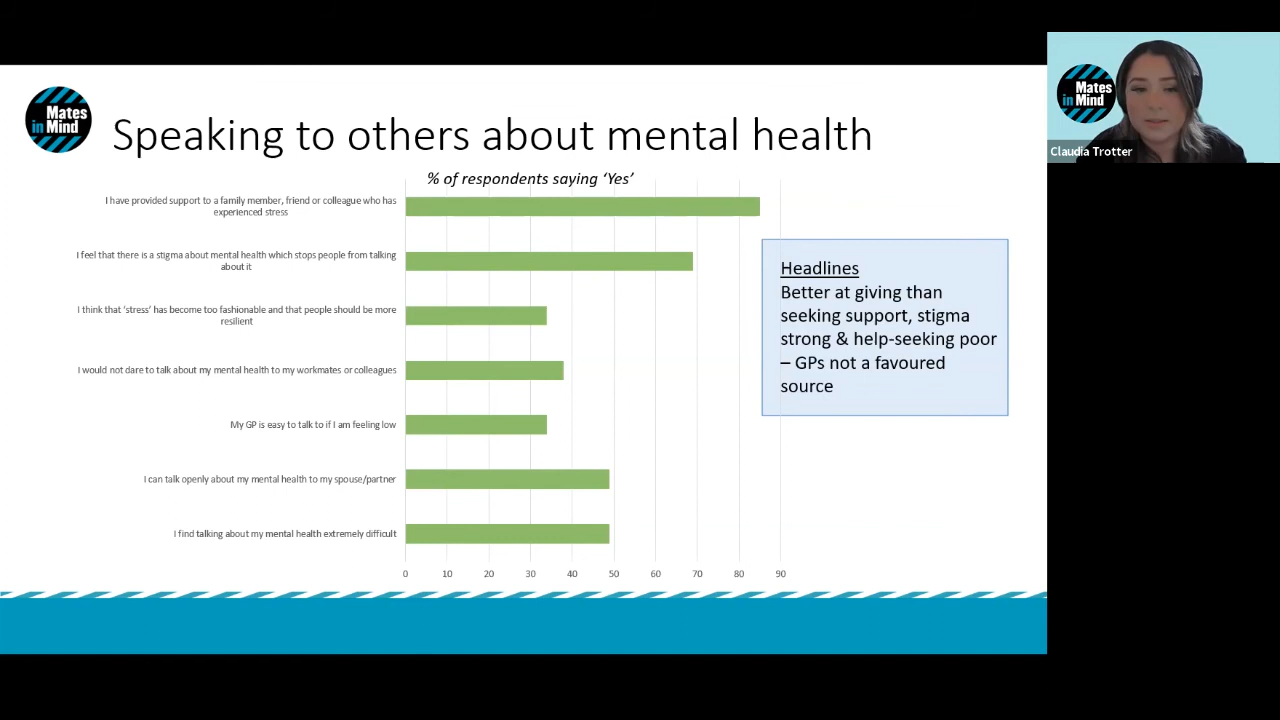 Mates
in Mind
Speaking to others about mental health
% of respondents saying ‘Yes’
I have provided support to a family member, friend or colleague who has
experienced stress
I feel that there is a stigma about mental health which stops people from talking
about it
I think that ‘stress’ has become too fashionable and that people should be more
resilient
I would not dare to talk about my mental health to my workmates or colleagues
My GP is easy to talk to if I am feeling low
I can talk openly about my mental health to my spouse/partner
I find talking about my mental health extremely difficult
0 10 20 30 40 50 60 70 80 90
Headlines
Better at giving than
seeking support, stigma
strong & help-seeking poor
– GPs not a favoured
source
Mates
in Mind
Claudia Trotter